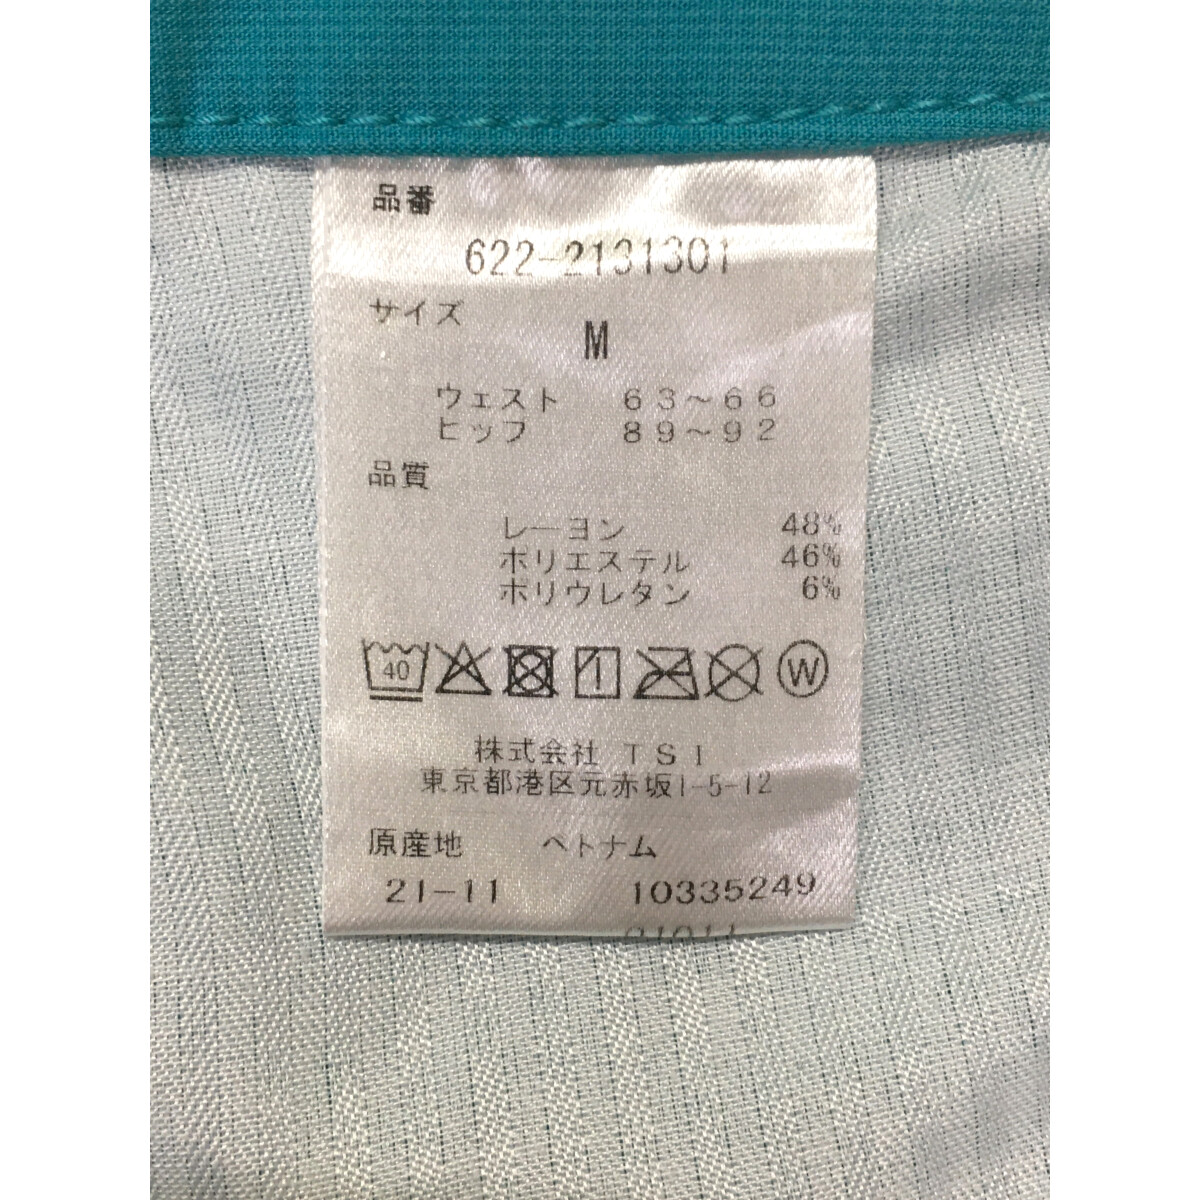 品番
622-2131301
サイズ
M
ウェスト 63～66
ヒップ 89～92
品質
レーヨン 48%
ポリエステル 46%
ポリウレタン 6%
40
W
株式会社 TSI
東京都港区元赤坂1-5-12
原産地 ベトナム
21-11 10335249